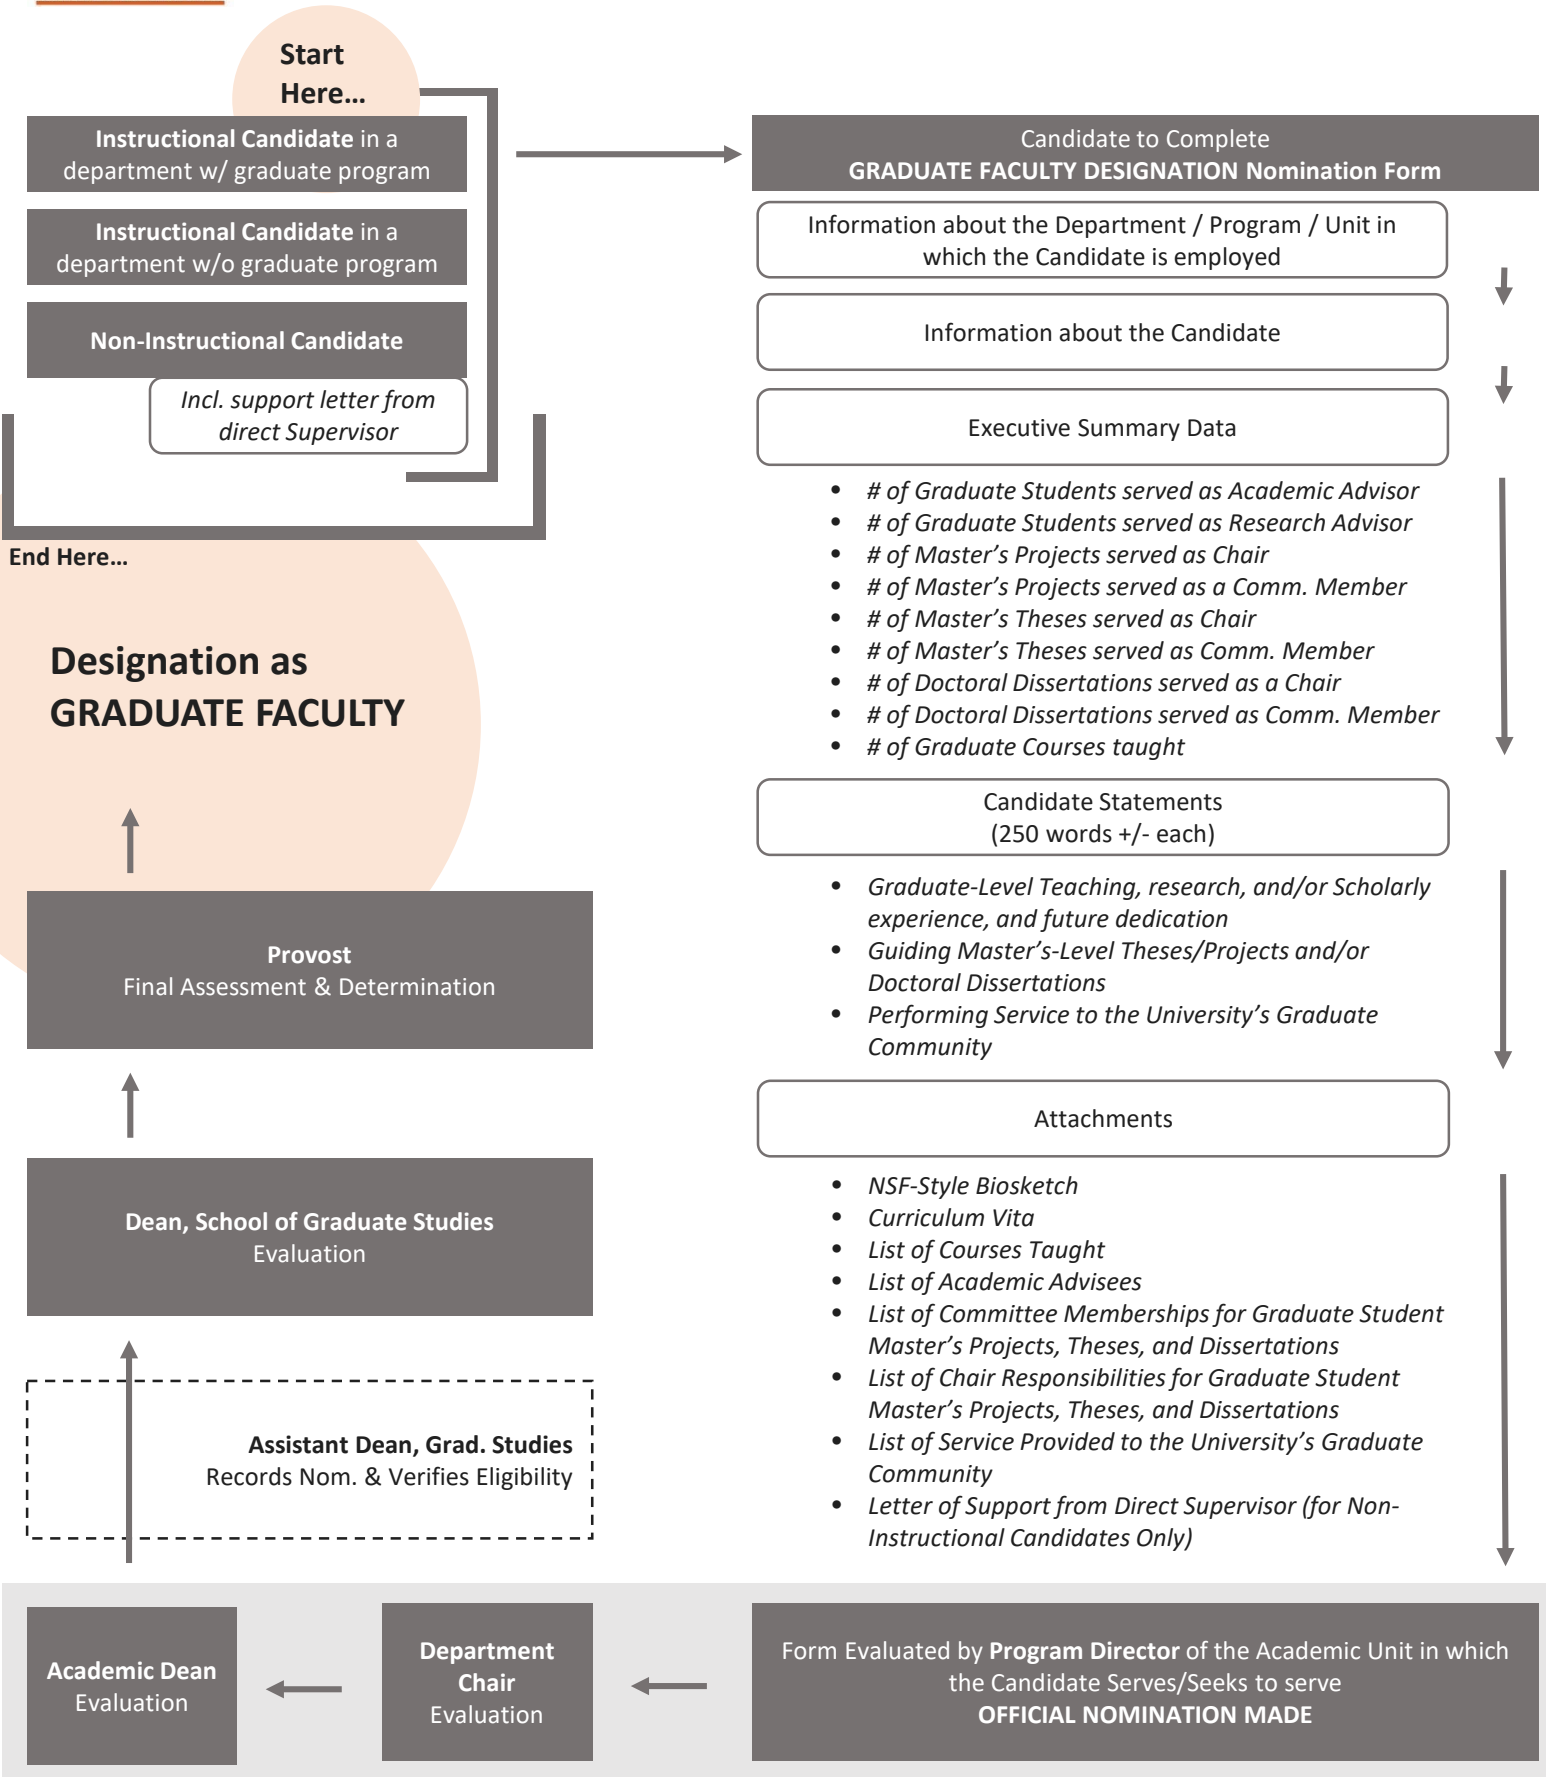 Start
Here…
Instructional Candidate in a
department w/ graduate program
Instructional Candidate in a
department w/o graduate program
Non-Instructional Candidate
Incl. support letter from
direct Supervisor
Candidate to Complete
GRADUATE FACULTY DESIGNATION Nomination Form
Information about the Department / Program / Unit in
which the Candidate is employed
Information about the Candidate
Executive Summary Data
• # of Graduate Students served as Academic Advisor
• # of Graduate Students served as Research Advisor
• # of Master’s Projects served as Chair
• # of Master’s Projects served as a Comm. Member
• # of Master’s Theses served as Chair
• # of Master’s Theses served as Comm. Member
• # of Doctoral Dissertations served as a Chair
• # of Doctoral Dissertations served as Comm. Member
• # of Graduate Courses taught
Candidate Statements
(250 words +/- each)
• Graduate-Level Teaching, research, and/or Scholarly
experience, and future dedication
• Guiding Master’s-Level Theses/Projects and/or
Doctoral Dissertations
• Performing Service to the University’s Graduate
Community
Attachments
• NSF-Style Biosketch
• Curriculum Vita
• List of Courses Taught
• List of Academic Advisees
• List of Committee Memberships for Graduate Student
Master’s Projects, Theses, and Dissertations
• List of Chair Responsibilities for Graduate Student
Master’s Projects, Theses, and Dissertations
• List of Service Provided to the University’s Graduate
Community
• Letter of Support from Direct Supervisor (for Non-
Instructional Candidates Only)
Form Evaluated by Program Director of the Academic Unit in which
the Candidate Serves/Seeks to serve
OFFICIAL NOMINATION MADE
Department
Chair
Evaluation
Academic Dean
Evaluation
Assistant Dean, Grad. Studies
Records Nom. & Verifies Eligibility
Dean, School of Graduate Studies
Evaluation
Provost
Final Assessment & Determination
End Here…
Designation as
GRADUATE FACULTY